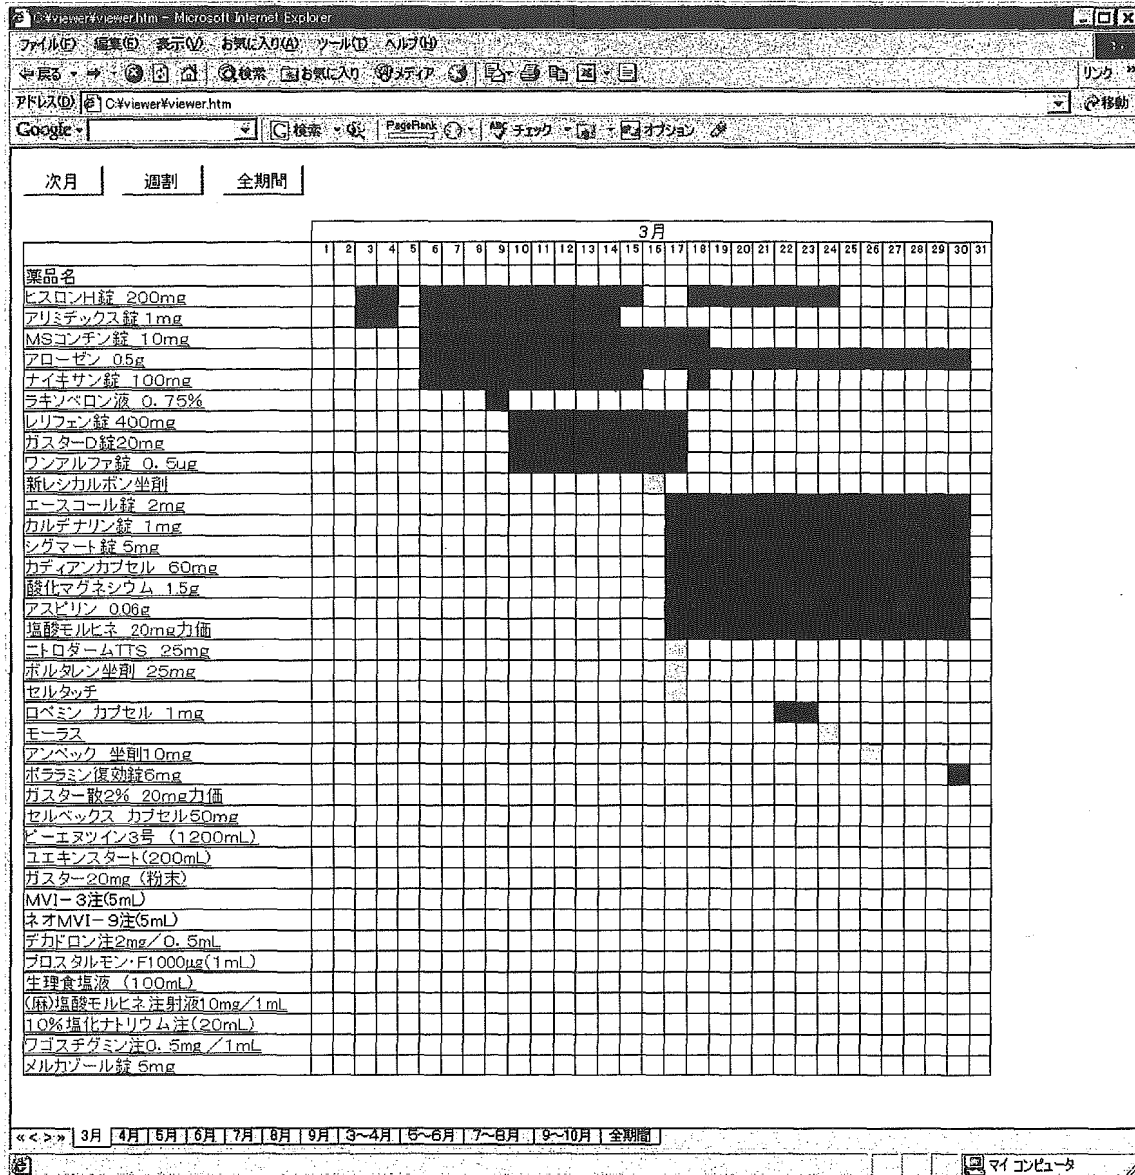 C:¥viewer¥viewer.htm - Microsoft Internet Explorer
ファイル(F) 編集(E) 表示(V) お気に入り(A) ツール(T) ヘルプ(H)
戻る 検索 お気に入り メディア リンク »
アドレス(D) C:¥viewer¥viewer.htm 移動
Google 検索 PageRank チェック オプション
次月 週割 全期間
3月
1 2 3 4 5 6 7 8 9 10 11 12 13 14 15 16 17 18 19 20 21 22 23 24 25 26 27 28 29 30 31
薬品名
ヒスロンH錠 200mg
アリミデックス錠 1mg
MSコンチン錠 10mg
アローゼン 0.5g
ナイキサン錠 100mg
ラキソベロン液 0.75%
レリフェン錠 400mg
ガスターD錠20mg
ワンアルファ錠 0.5ug
新レシカルボン坐剤
エースコール錠 2mg
カルデナリン錠 1mg
シグマート錠 5mg
カディアンカプセル 60mg
酸化マグネシウム 1.5g
アスピリン 0.06g
塩酸モルヒネ 20mg力価
ニトロダームTTS 25mg
ボルタレン坐剤 25mg
セルタッチ
ロペミン カプセル 1mg
モーラス
アンペック 坐剤10mg
ポララミン復効錠6mg
ガスター散2% 20mg力価
セルベックス カプセル50mg
ピーエヌツイン3号 (1200mL)
ユエキンスタート(200mL)
ガスター20mg (粉末)
MVI-3注(5mL)
ネオMVI-9注(5mL)
デカドロン注2mg/0.5mL
プロスタルモン・F1000μg(1mL)
生理食塩液 (100mL)
(麻)塩酸モルヒネ注射液10mg/1mL
10%塩化ナトリウム注(20mL)
ワゴスチグミン注0.5mg/1mL
メルカゾール錠 5mg
« < > » 3月 4月 5月 6月 7月 8月 9月 3~4月 5~6月 7~8月 9~10月 全期間
マイ コンピュータ